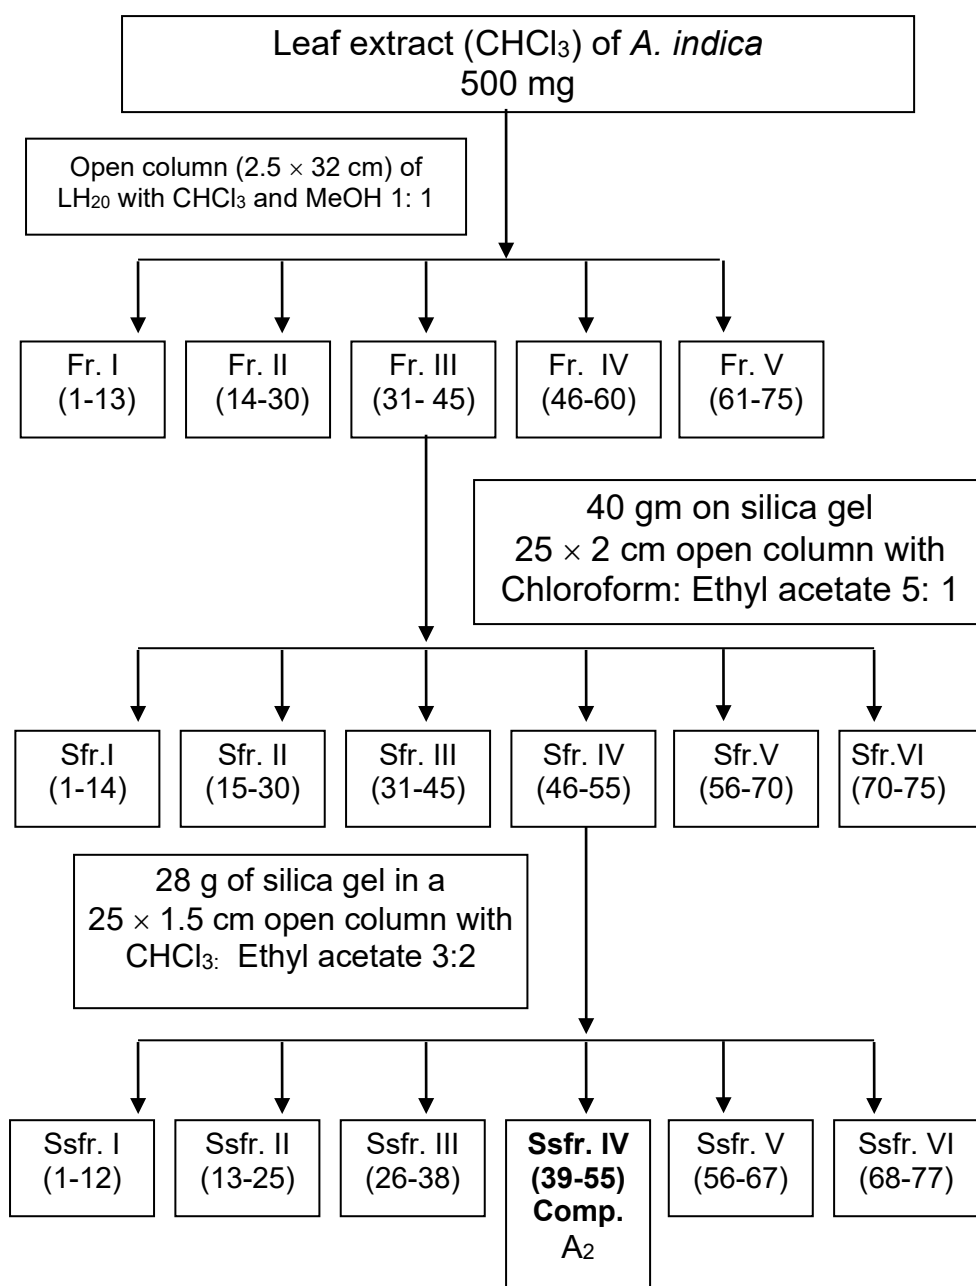 Leaf extract (CHCl₃) of A. indica
500 mg
Open column (2.5 × 32 cm) of
LH₂₀ with CHCl₃ and MeOH 1: 1
Fr. I
(1-13)
Fr. II
(14-30)
Fr. III
(31- 45)
Fr. IV
(46-60)
Fr. V
(61-75)
40 gm on silica gel
25 × 2 cm open column with
Chloroform: Ethyl acetate 5: 1
Sfr.I
(1-14)
Sfr. II
(15-30)
Sfr. III
(31-45)
Sfr. IV
(46-55)
Sfr.V
(56-70)
Sfr.VI
(70-75)
28 g of silica gel in a
25 × 1.5 cm open column with
CHCl₃: Ethyl acetate 3:2
Ssfr. I
(1-12)
Ssfr. II
(13-25)
Ssfr. III
(26-38)
Ssfr. IV
(39-55)
Comp.
A₂
Ssfr. V
(56-67)
Ssfr. VI
(68-77)